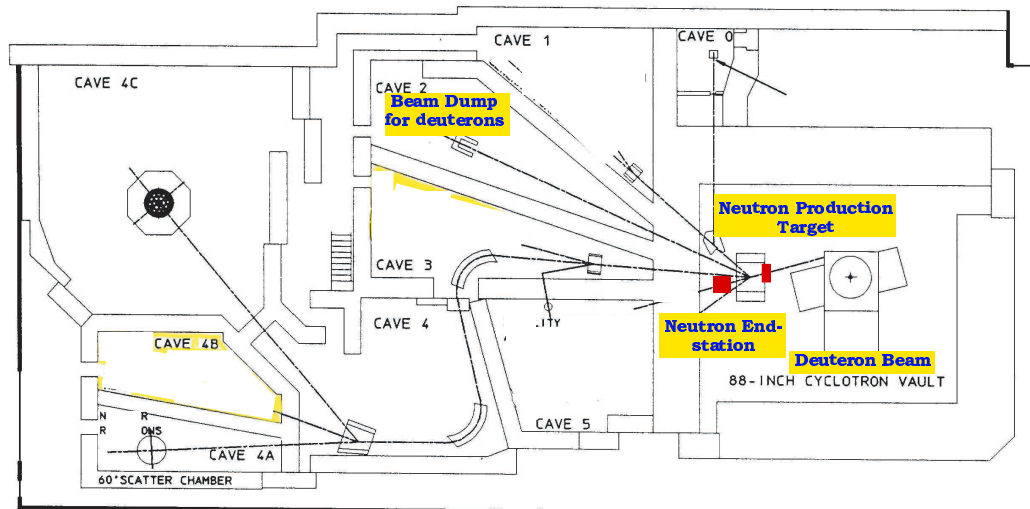 CAVE 1
CAVE 0
CAVE 4C
CAVE 2
Beam Dump
for deuterons
Neutron Production
Target
CAVE 3
CAVE 4
.ITY
Neutron End-
station
Deuteron Beam
88-INCH CYCLOTRON VAULT
CAVE 4B
CAVE 5
N R
R ONS
CAVE 4A
60°SCATTER CHAMBER